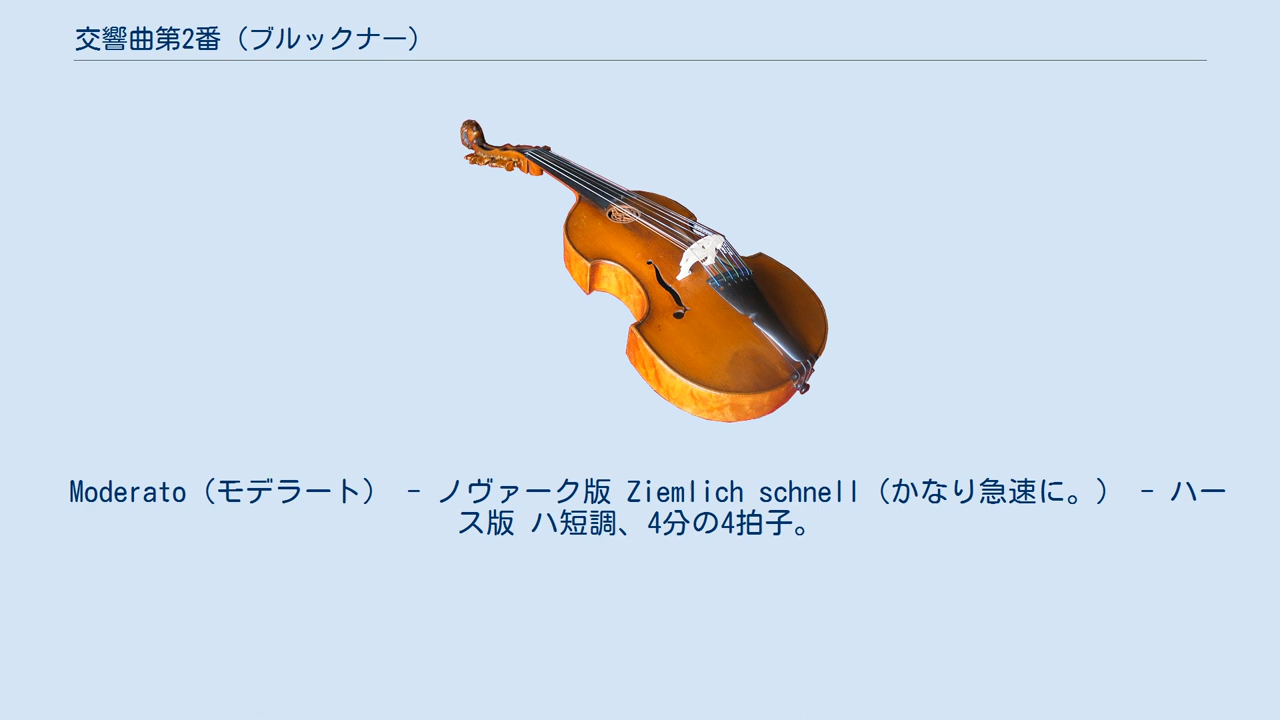 交響曲第2番（ブルックナー）
Moderato（モデラート） － ノヴァーク版 Ziemlich schnell（かなり急速に。） － ハー
ス版 ハ短調、4分の4拍子。